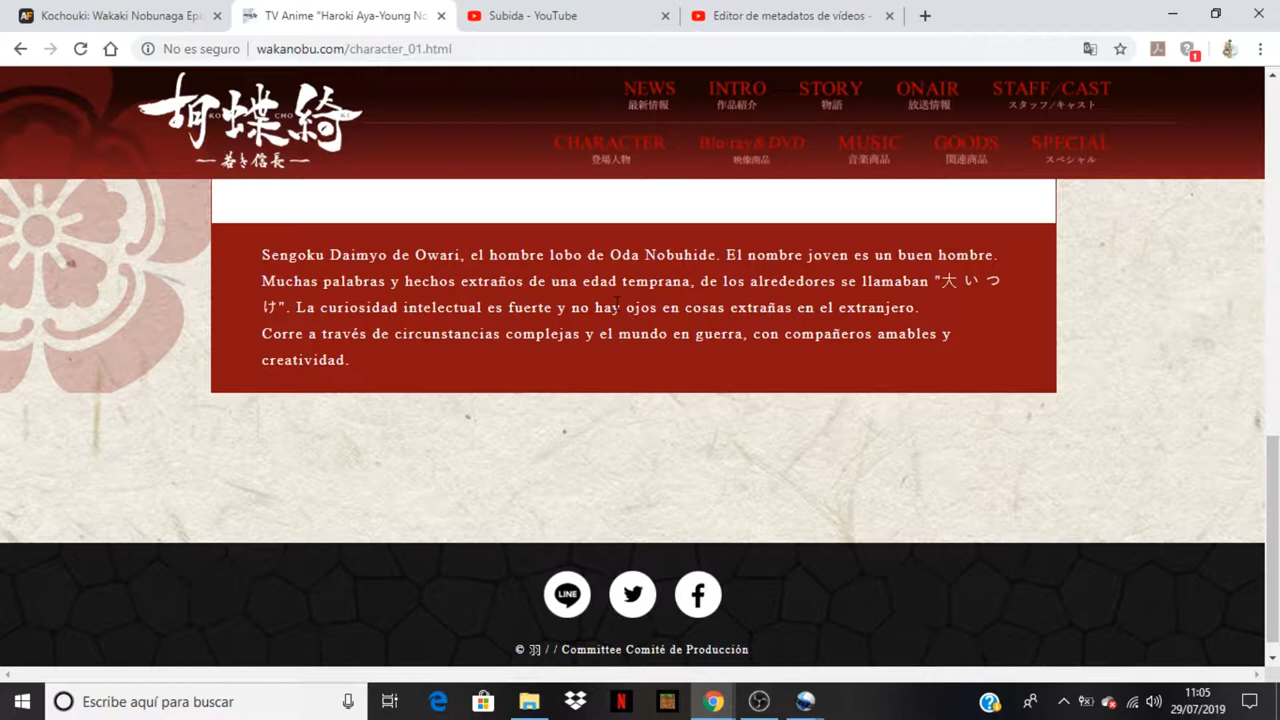 Kochouki: Wakaki Nobunaga Epi
TV Anime "Haroki Aya-Young No
Subida - YouTube
Editor de metadatos de vídeos -
No es seguro
wakanobu.com/character_01.html
1
胡蝶綺
KO CHO KI
—若き信長—
NEWS INTRO STORY ONAIR STAFF/CAST
最新情報 作品紹介 物語 放送情報 スタッフ/キャスト
CHARACTER Blu-ray&DVD MUSIC GOODS SPECIAL
登場人物 映像商品 音楽商品 関連商品 スペシャル
Sengoku Daimyo de Owari, el hombre lobo de Oda Nobuhide. El nombre joven es un buen hombre.
Muchas palabras y hechos extraños de una edad temprana, de los alrededores se llamaban "大 い つ
け". La curiosidad intelectual es fuerte y no hay ojos en cosas extrañas en el extranjero.
Corre a través de circunstancias complejas y el mundo en guerra, con compañeros amables y
creatividad.
LINE
© 羽 / / Committee Comité de Producción
Escribe aquí para buscar
11:05
29/07/2019